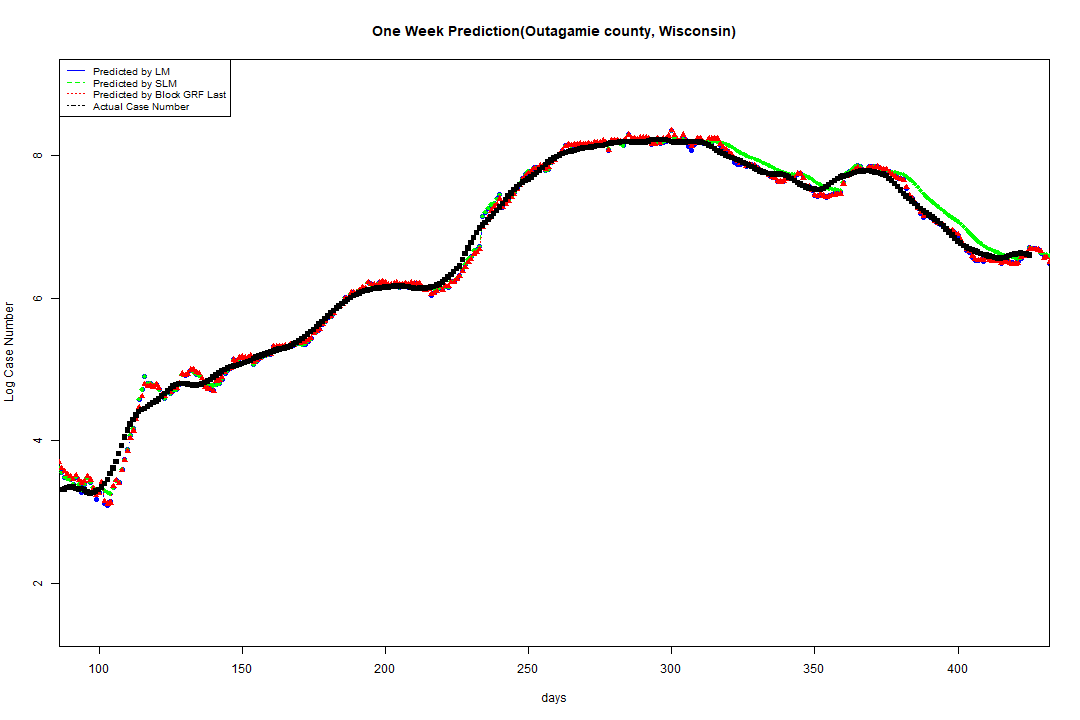 One Week Prediction(Outagamie county, Wisconsin)
Predicted by LM
Predicted by SLM
Predicted by Block GRF Last
Actual Case Number
Log Case Number
8
6
4
2
100 150 200 250 300 350 400
days